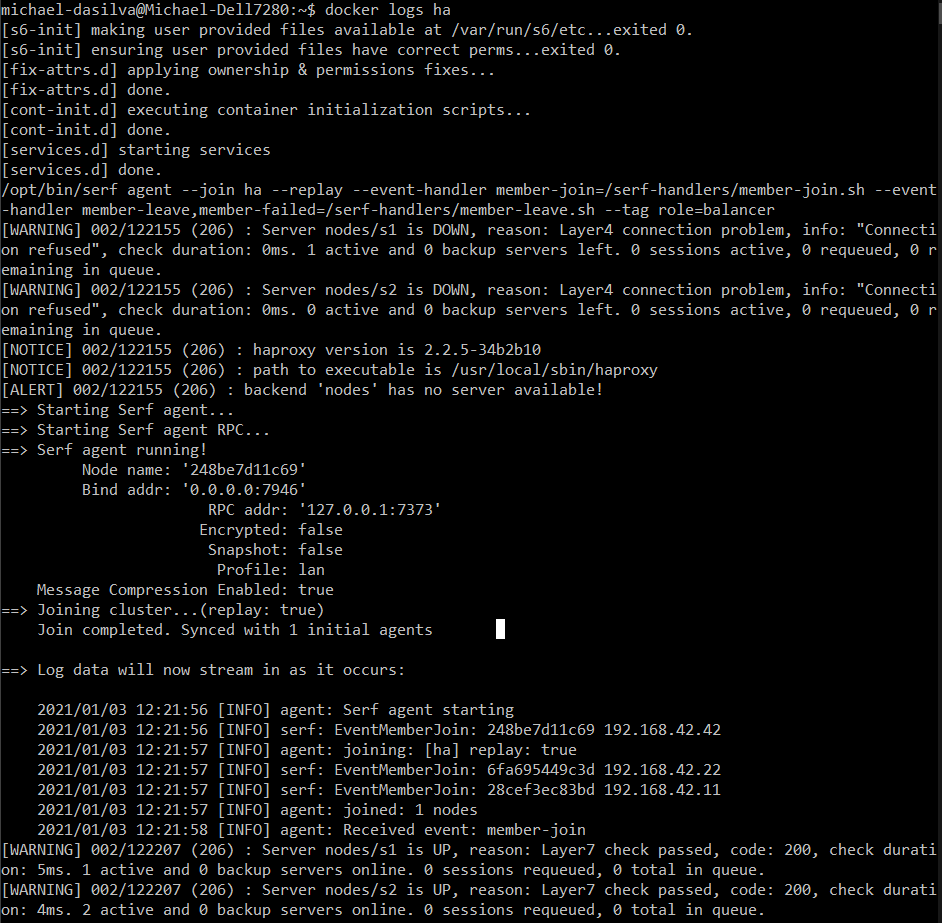 michael-dasilva@Michael-Dell7280:~$ docker logs ha
[s6-init] making user provided files available at /var/run/s6/etc...exited 0.
[s6-init] ensuring user provided files have correct perms...exited 0.
[fix-attrs.d] applying ownership & permissions fixes...
[fix-attrs.d] done.
[cont-init.d] executing container initialization scripts...
[cont-init.d] done.
[services.d] starting services
[services.d] done.
/opt/bin/serf agent --join ha --replay --event-handler member-join=/serf-handlers/member-join.sh --event
-handler member-leave,member-failed=/serf-handlers/member-leave.sh --tag role=balancer
[WARNING] 002/122155 (206) : Server nodes/s1 is DOWN, reason: Layer4 connection problem, info: "Connecti
on refused", check duration: 0ms. 1 active and 0 backup servers left. 0 sessions active, 0 requeued, 0 r
emaining in queue.
[WARNING] 002/122155 (206) : Server nodes/s2 is DOWN, reason: Layer4 connection problem, info: "Connecti
on refused", check duration: 0ms. 0 active and 0 backup servers left. 0 sessions active, 0 requeued, 0 r
emaining in queue.
[NOTICE] 002/122155 (206) : haproxy version is 2.2.5-34b2b10
[NOTICE] 002/122155 (206) : path to executable is /usr/local/sbin/haproxy
[ALERT] 002/122155 (206) : backend 'nodes' has no server available!
==> Starting Serf agent...
==> Starting Serf agent RPC...
==> Serf agent running!
         Node name: '248be7d11c69'
         Bind addr: '0.0.0.0:7946'
                       RPC addr: '127.0.0.1:7373'
                      Encrypted: false
                       Snapshot: false
                        Profile: lan
    Message Compression Enabled: true
==> Joining cluster...(replay: true)
    Join completed. Synced with 1 initial agents
==> Log data will now stream in as it occurs:
    2021/01/03 12:21:56 [INFO] agent: Serf agent starting
    2021/01/03 12:21:56 [INFO] serf: EventMemberJoin: 248be7d11c69 192.168.42.42
    2021/01/03 12:21:57 [INFO] agent: joining: [ha] replay: true
    2021/01/03 12:21:57 [INFO] serf: EventMemberJoin: 6fa695449c3d 192.168.42.22
    2021/01/03 12:21:57 [INFO] serf: EventMemberJoin: 28cef3ec83bd 192.168.42.11
    2021/01/03 12:21:57 [INFO] agent: joined: 1 nodes
    2021/01/03 12:21:58 [INFO] agent: Received event: member-join
[WARNING] 002/122207 (206) : Server nodes/s1 is UP, reason: Layer7 check passed, code: 200, check durati
on: 5ms. 1 active and 0 backup servers online. 0 sessions requeued, 0 total in queue.
[WARNING] 002/122207 (206) : Server nodes/s2 is UP, reason: Layer7 check passed, code: 200, check durati
on: 4ms. 2 active and 0 backup servers online. 0 sessions requeued, 0 total in queue.